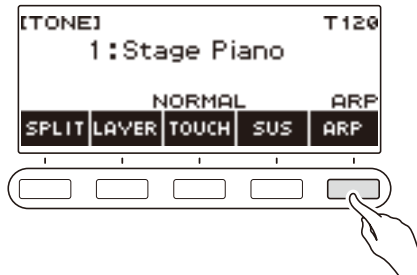 [TONE] T120
1:Stage Piano
NORMAL ARP
SPLIT LAYER TOUCH SUS ARP